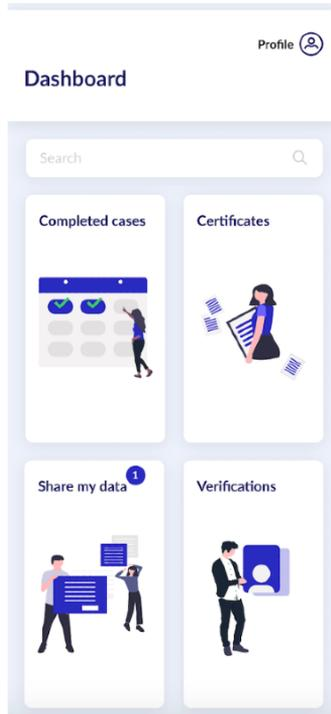 Profile
Dashboard
Search
Completed cases
Certificates
Share my data
1
Verifications